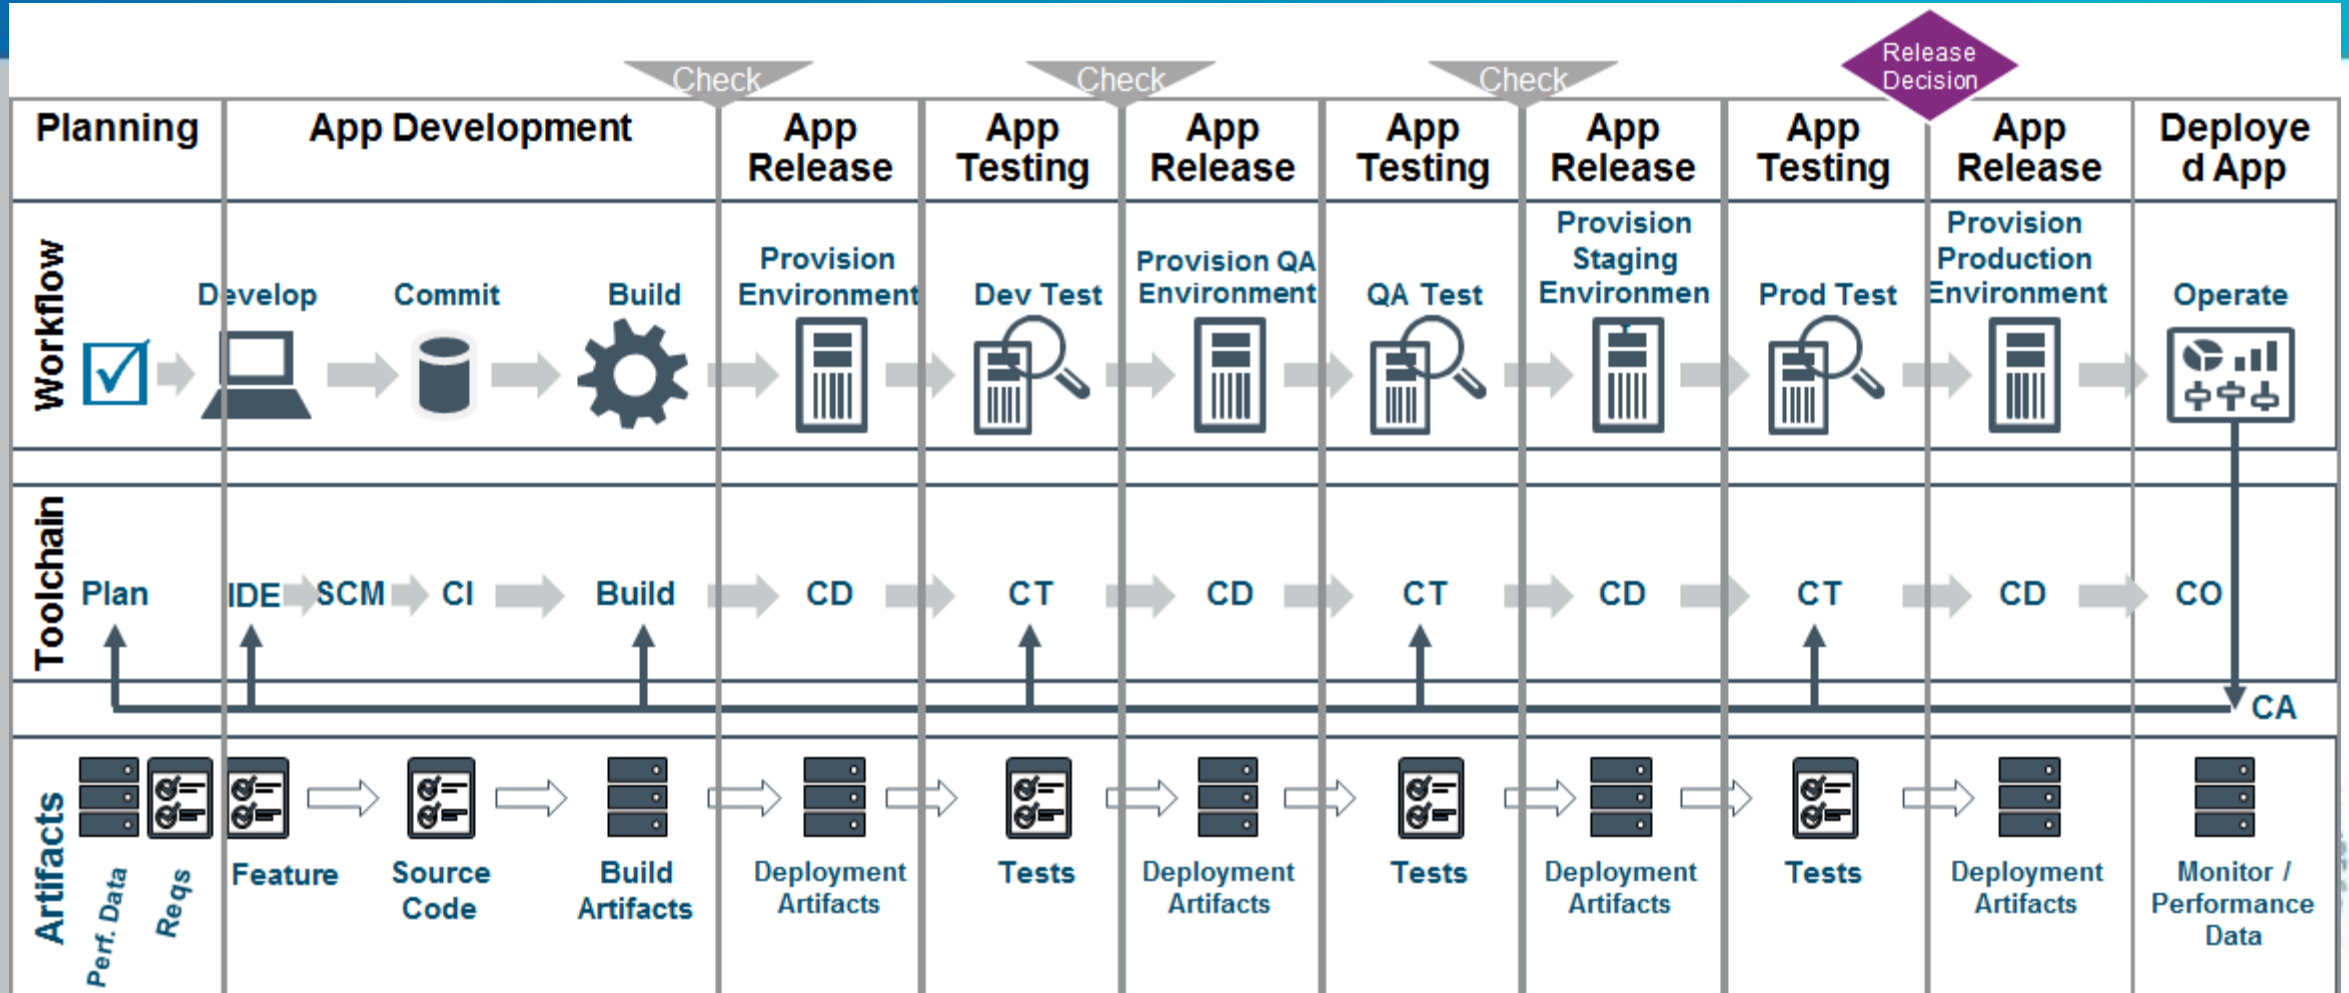 Check
Check
Check
Release
Decision
Planning
App Development
App
Release
App
Testing
App
Release
App
Testing
App
Release
App
Testing
App
Release
Deploye
d App
Workflow
Develop
Commit
Build
Provision
Environment
Dev Test
Provision QA
Environment
QA Test
Provision
Staging
Environmen
Prod Test
Provision
Production
Environment
Operate
Toolchain
Plan
IDE
SCM
CI
Build
CD
CT
CD
CT
CD
CT
CD
CO
CA
Artifacts
Perf. Data
Reqs
Feature
Source
Code
Build
Artifacts
Deployment
Artifacts
Tests
Deployment
Artifacts
Tests
Deployment
Artifacts
Tests
Deployment
Artifacts
Monitor /
Performance
Data